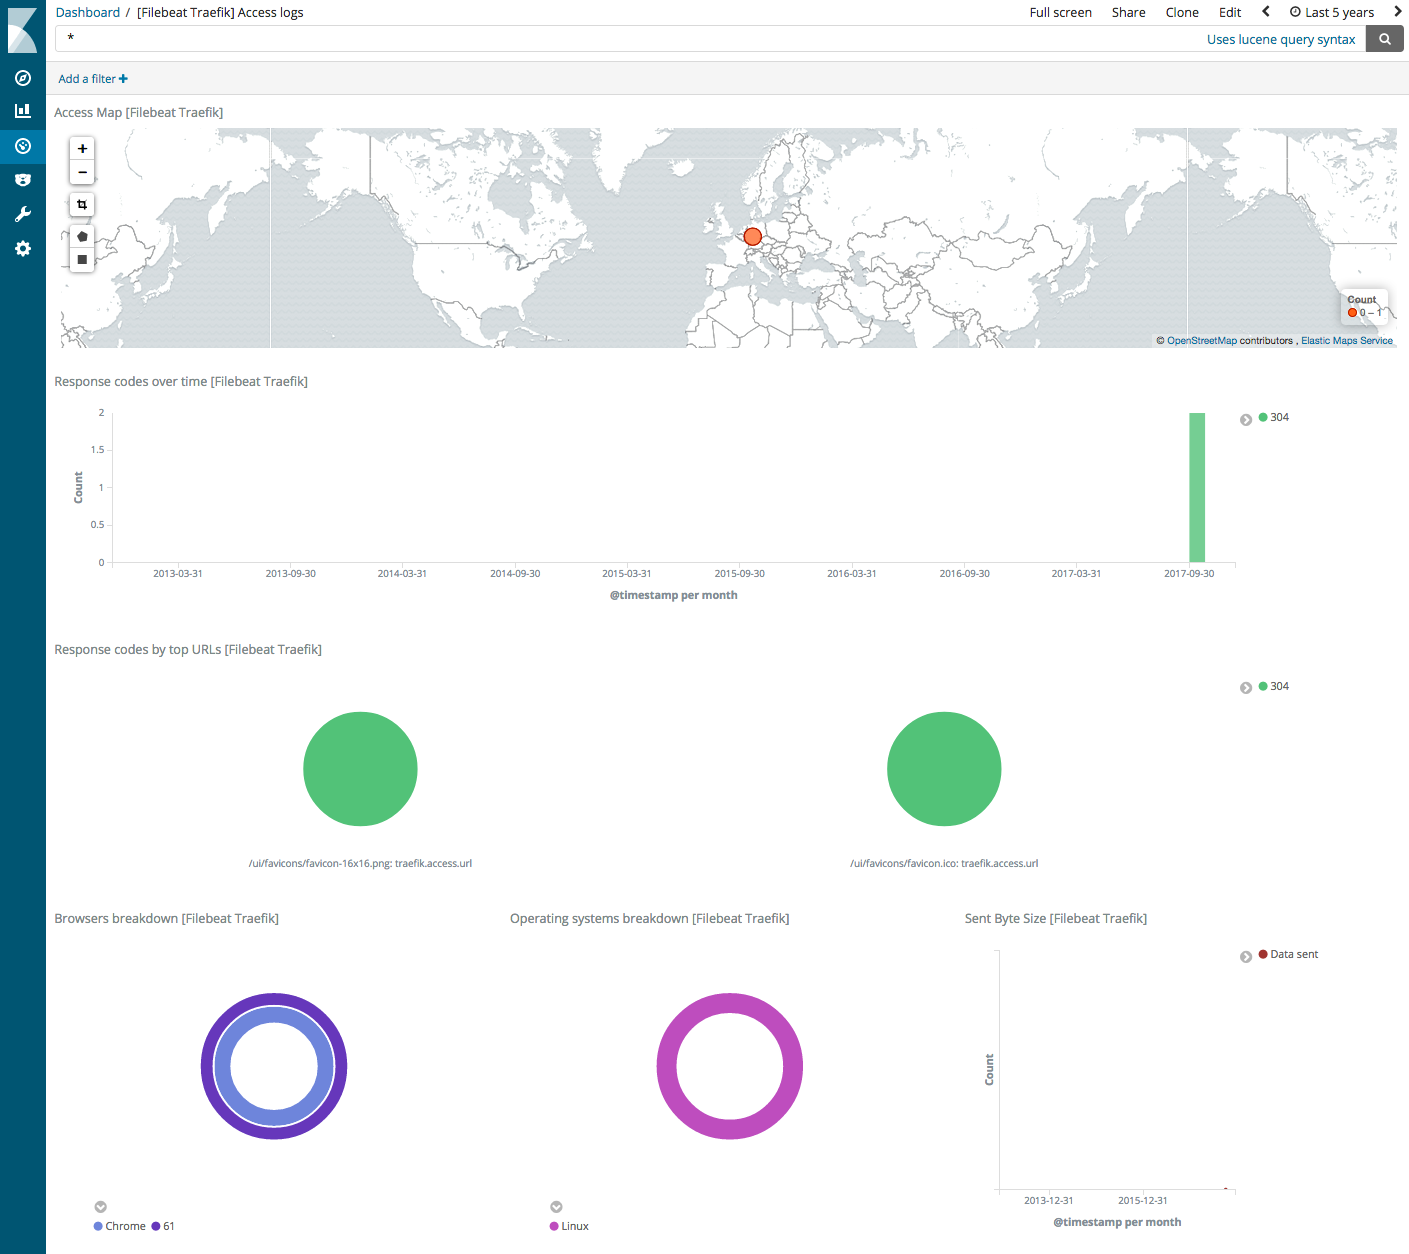 Dashboard / [Filebeat Traefik] Access logs
Full screen Share Clone Edit Last 5 years
*
Uses lucene query syntax
Add a filter +
Access Map [Filebeat Traefik]
+
−
Count
0 – 1
© OpenStreetMap contributors , Elastic Maps Service
Response codes over time [Filebeat Traefik]
2
1.5
1
0.5
0
Count
304
2013-03-31 2013-09-30 2014-03-31 2014-09-30 2015-03-31 2015-09-30 2016-03-31 2016-09-30 2017-03-31 2017-09-30
@timestamp per month
Response codes by top URLs [Filebeat Traefik]
304
/ui/favicons/favicon-16x16.png: traefik.access.url
/ui/favicons/favicon.ico: traefik.access.url
Browsers breakdown [Filebeat Traefik]
Chrome 61
Operating systems breakdown [Filebeat Traefik]
Linux
Sent Byte Size [Filebeat Traefik]
Data sent
Count
2013-12-31 2015-12-31
@timestamp per month